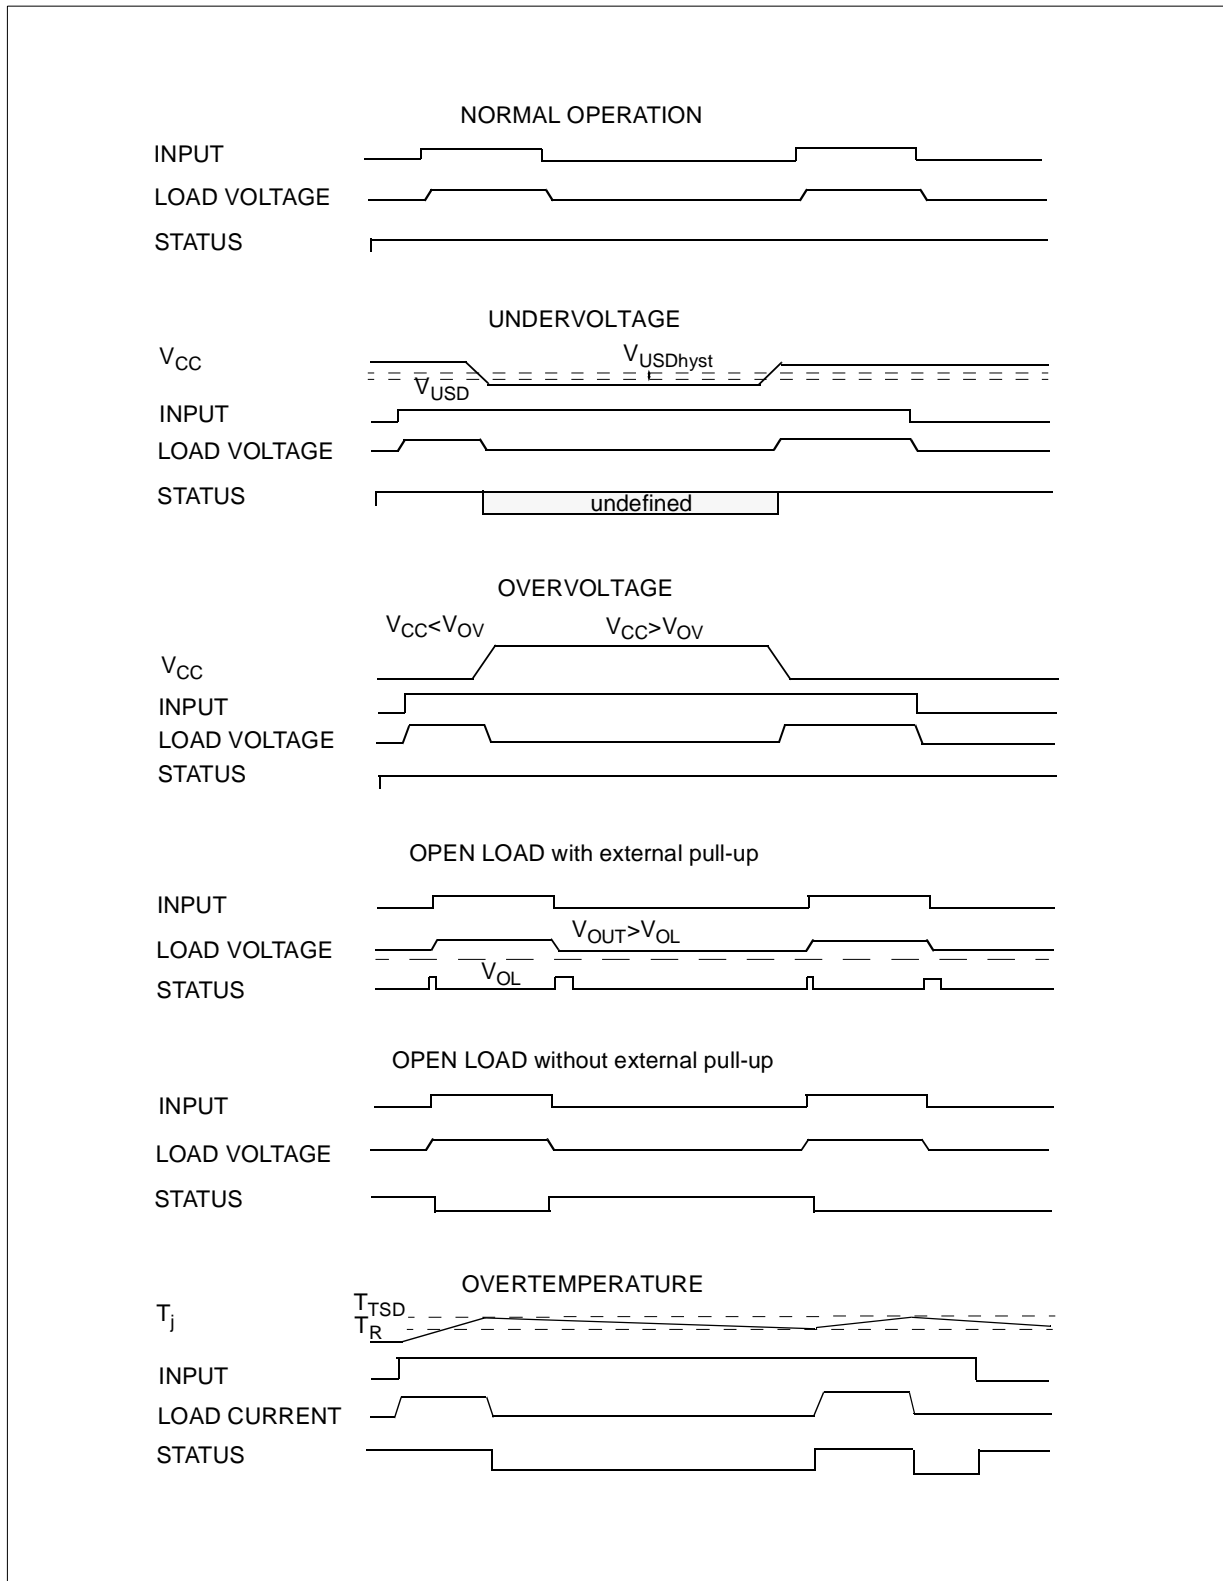 NORMAL OPERATION
INPUT
LOAD VOLTAGE
STATUS
UNDERVOLTAGE
VCC
VUSDhyst
VUSD
INPUT
LOAD VOLTAGE
STATUS
undefined
OVERVOLTAGE
VCC<VOV
VCC>VOV
VCC
INPUT
LOAD VOLTAGE
STATUS
OPEN LOAD with external pull-up
INPUT
LOAD VOLTAGE
VOUT>VOL
VOL
STATUS
OPEN LOAD without external pull-up
INPUT
LOAD VOLTAGE
STATUS
OVERTEMPERATURE
Tj
TTSD
TR
INPUT
LOAD CURRENT
STATUS